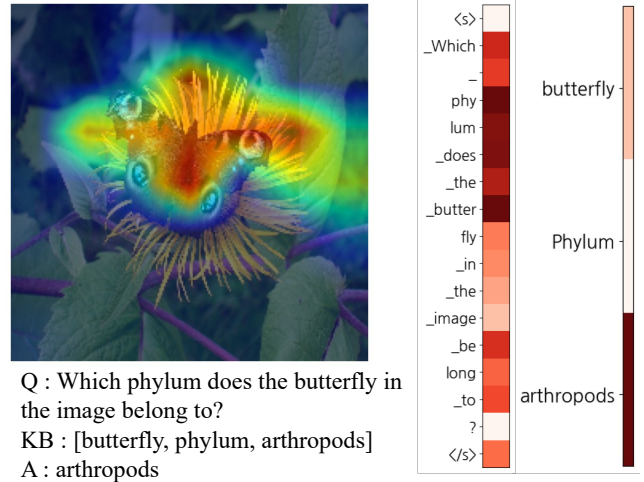 Q : Which phylum does the butterfly in
the image belong to?
KB : [butterfly, phylum, arthropods]
A : arthropods
<s>
_Which
_
phy
lum
_does
_the
_butter
fly
_in
_the
_image
_be
long
_to
?
</s>
butterfly
Phylum
arthropods